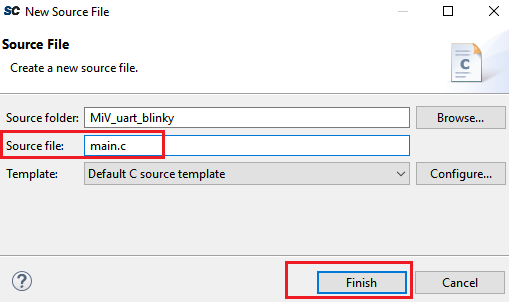 SC New Source File
Source File
Create a new source file.
C
Source folder: MiV_uart_blinky Browse...
Source file: main.c
Template: Default C source template Configure...
? Finish Cancel